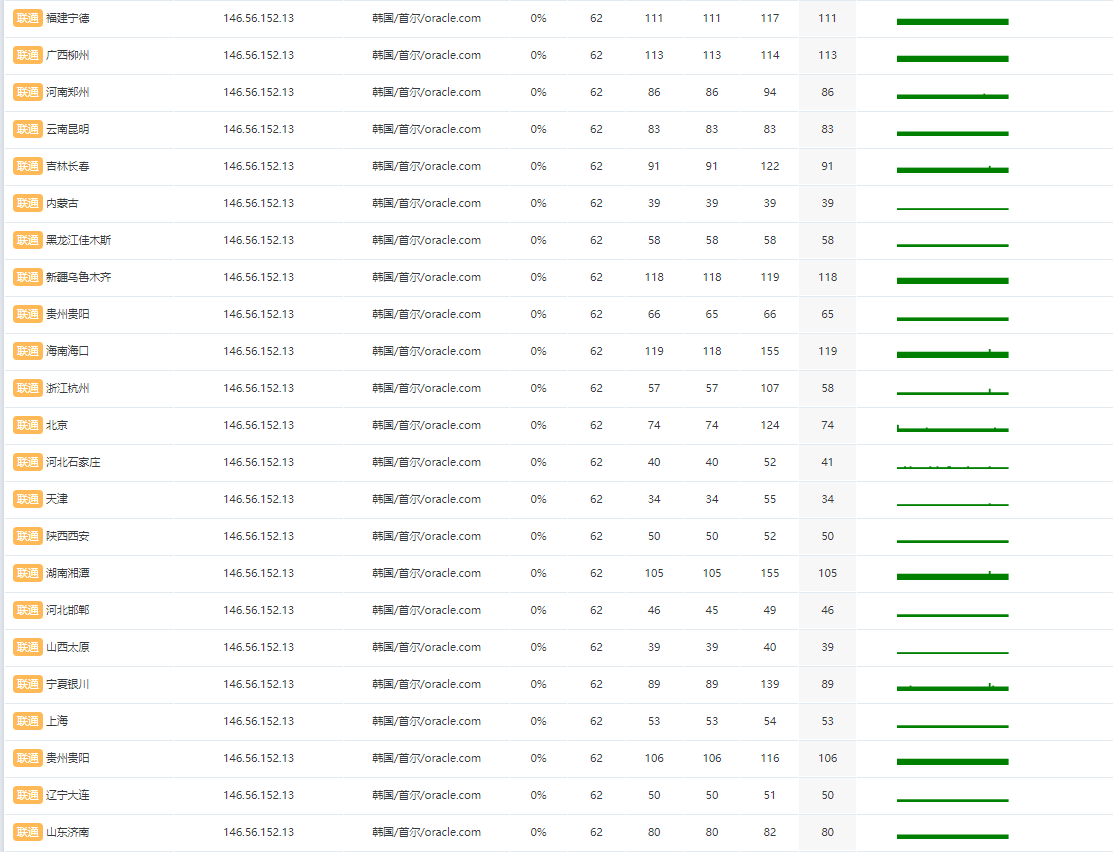 联通 福建宁德 146.56.152.13 韩国/首尔/oracle.com 0% 62 111 111 117 111
联通 广西柳州 146.56.152.13 韩国/首尔/oracle.com 0% 62 113 113 114 113
联通 河南郑州 146.56.152.13 韩国/首尔/oracle.com 0% 62 86 86 94 86
联通 云南昆明 146.56.152.13 韩国/首尔/oracle.com 0% 62 83 83 83 83
联通 吉林长春 146.56.152.13 韩国/首尔/oracle.com 0% 62 91 91 122 91
联通 内蒙古 146.56.152.13 韩国/首尔/oracle.com 0% 62 39 39 39 39
联通 黑龙江佳木斯 146.56.152.13 韩国/首尔/oracle.com 0% 62 58 58 58 58
联通 新疆乌鲁木齐 146.56.152.13 韩国/首尔/oracle.com 0% 62 118 118 119 118
联通 贵州贵阳 146.56.152.13 韩国/首尔/oracle.com 0% 62 66 65 66 65
联通 海南海口 146.56.152.13 韩国/首尔/oracle.com 0% 62 119 118 155 119
联通 浙江杭州 146.56.152.13 韩国/首尔/oracle.com 0% 62 57 57 107 58
联通 北京 146.56.152.13 韩国/首尔/oracle.com 0% 62 74 74 124 74
联通 河北石家庄 146.56.152.13 韩国/首尔/oracle.com 0% 62 40 40 52 41
联通 天津 146.56.152.13 韩国/首尔/oracle.com 0% 62 34 34 55 34
联通 陕西西安 146.56.152.13 韩国/首尔/oracle.com 0% 62 50 50 52 50
联通 湖南湘潭 146.56.152.13 韩国/首尔/oracle.com 0% 62 105 105 155 105
联通 河北邯郸 146.56.152.13 韩国/首尔/oracle.com 0% 62 46 45 49 46
联通 山西太原 146.56.152.13 韩国/首尔/oracle.com 0% 62 39 39 40 39
联通 宁夏银川 146.56.152.13 韩国/首尔/oracle.com 0% 62 89 89 139 89
联通 上海 146.56.152.13 韩国/首尔/oracle.com 0% 62 53 53 54 53
联通 贵州贵阳 146.56.152.13 韩国/首尔/oracle.com 0% 62 106 106 116 106
联通 辽宁大连 146.56.152.13 韩国/首尔/oracle.com 0% 62 50 50 51 50
联通 山东济南 146.56.152.13 韩国/首尔/oracle.com 0% 62 80 80 82 80